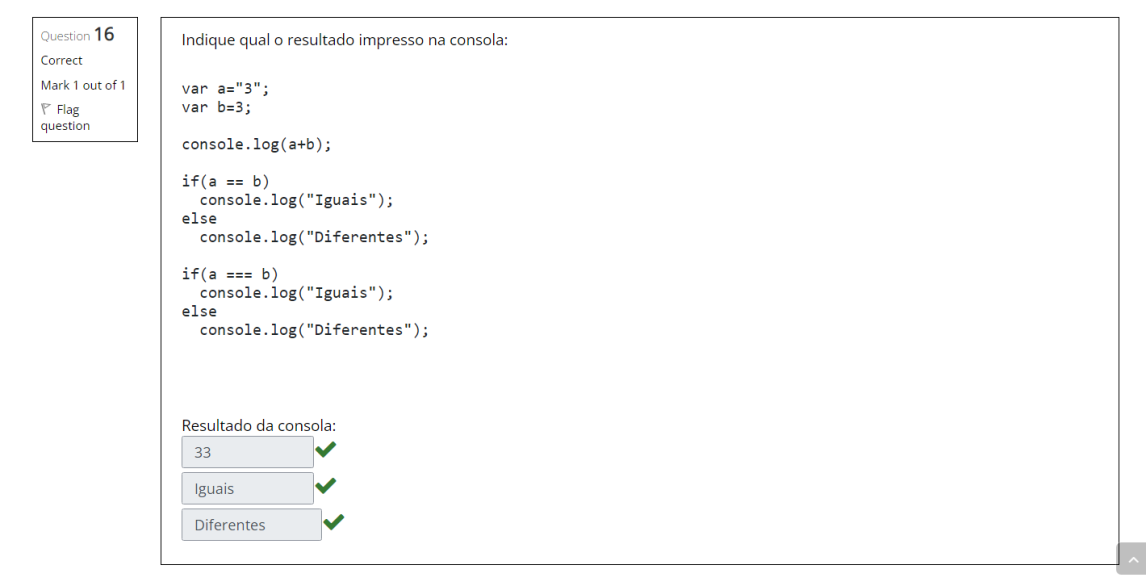 Question 16
Correct
Mark 1 out of 1
Flag
question
Indique qual o resultado impresso na consola:
var a="3";
var b=3;
console.log(a+b);
if(a == b)
  console.log("Iguais");
else
  console.log("Diferentes");
if(a === b)
  console.log("Iguais");
else
  console.log("Diferentes");
Resultado da consola:
33
Iguais
Diferentes